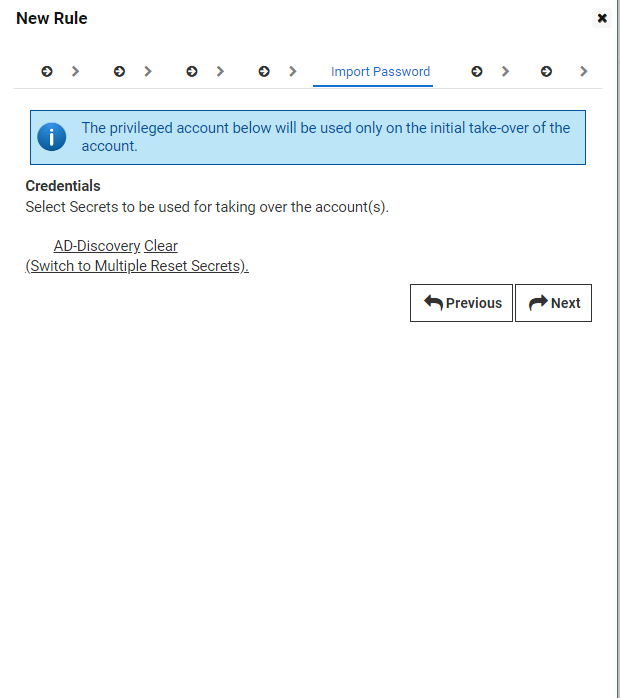 New Rule
Import Password
The privileged account below will be used only on the initial take-over of the
account.
Credentials
Select Secrets to be used for taking over the account(s).
AD-Discovery Clear
(Switch to Multiple Reset Secrets).
Previous Next